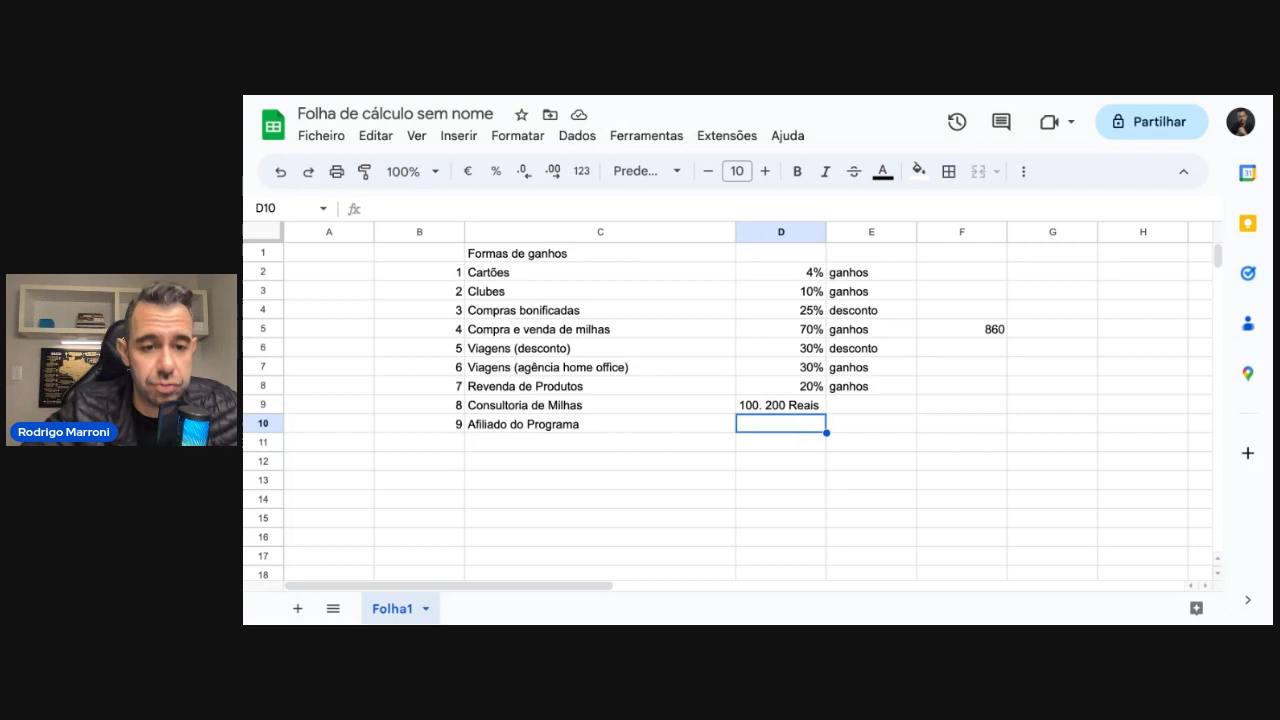 Folha de cálculo sem nome
Ficheiro Editar Ver Inserir Formatar Dados Ferramentas Extensões Ajuda
Partilhar
100% € % .0 .00 123 Prede... 10 B I A
31
D10 fx
A B C D E F G H
1 Formas de ganhos
2 1 Cartões 4% ganhos
3 2 Clubes 10% ganhos
4 3 Compras bonificadas 25% desconto
5 4 Compra e venda de milhas 70% ganhos 860
6 5 Viagens (desconto) 30% desconto
7 6 Viagens (agência home office) 30% ganhos
8 7 Revenda de Produtos 20% ganhos
9 8 Consultoria de Milhas 100. 200 Reais
10 9 Afiliado do Programa
11
12
13
14
15
16
17
18
Rodrigo Marroni
Folha1